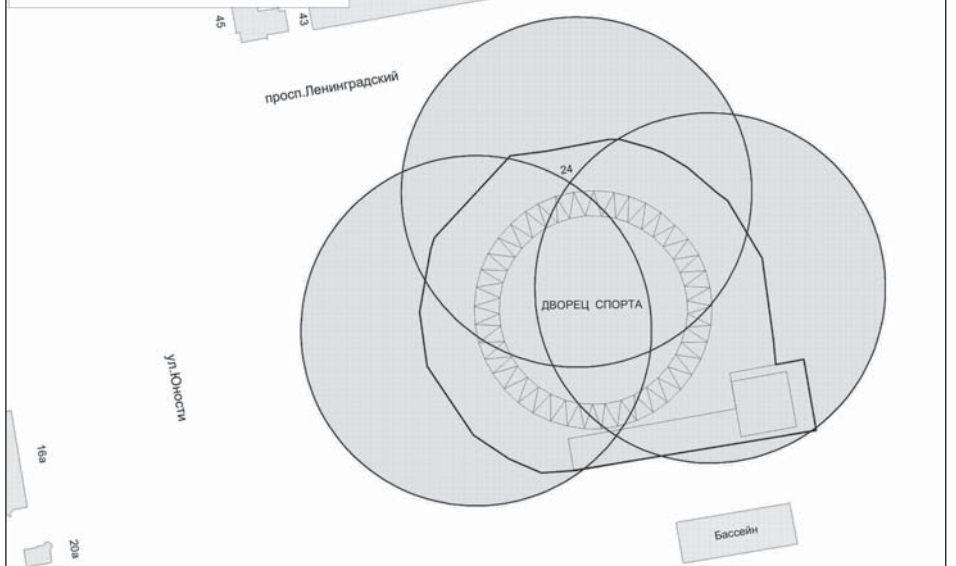 45
43
просп.Ленинградский
24
ДВОРЕЦ СПОРТА
ул.Юности
16а
20а
Бассейн